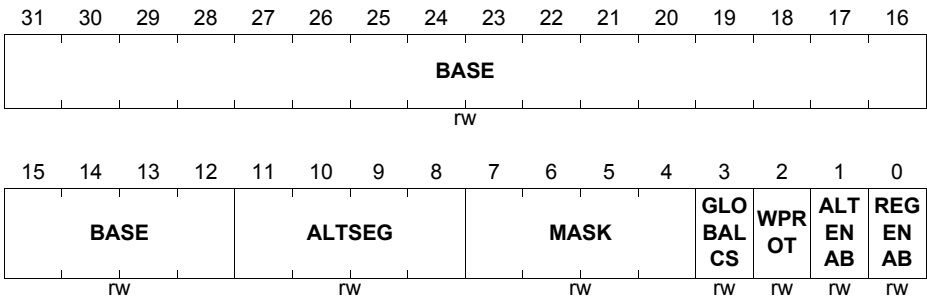 31 30 29 28 27 26 25 24 23 22 21 20 19 18 17 16
BASE
rw
15 14 13 12 11 10 9 8 7 6 5 4 3 2 1 0
BASE ALTSEG MASK GLO BAL CS WPR OT ALT EN AB REG EN AB
rw rw rw rw rw rw rw